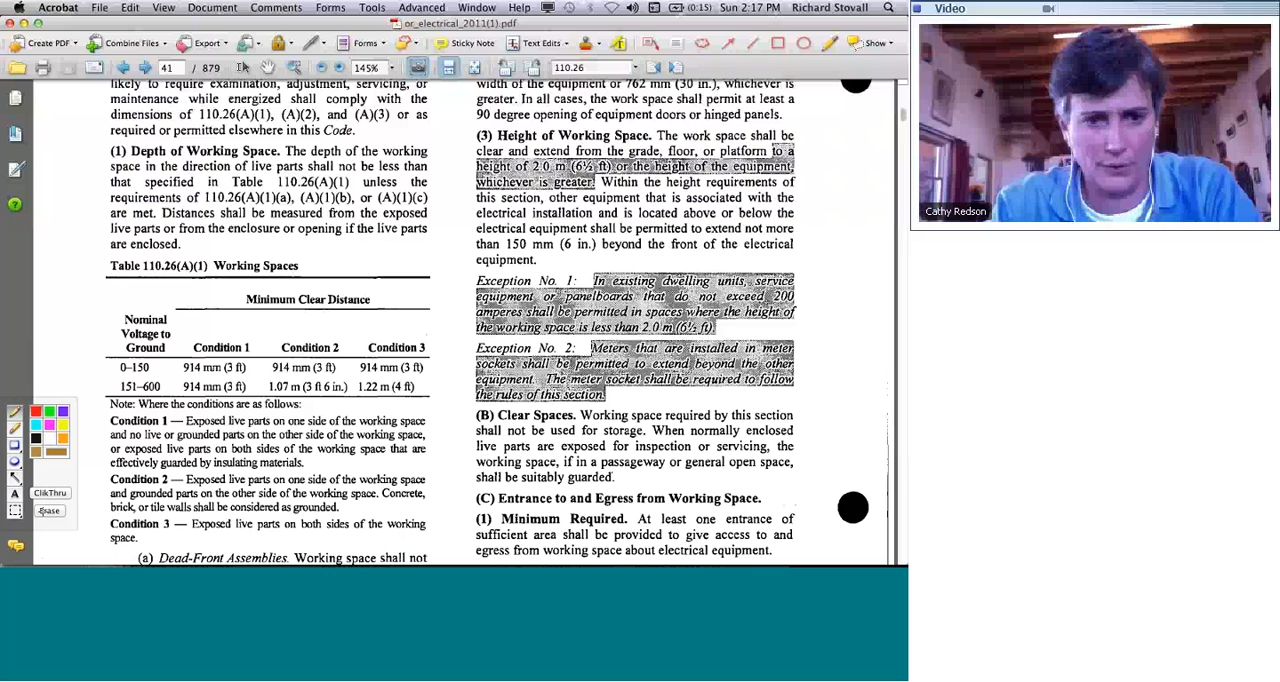 Acrobat File Edit View Document Comments Forms Tools Advanced Window Help (0:15) Sun 2:17 PM Richard Stovall
or_electrical_2011(1).pdf
Create PDF Combine Files Export Forms Sticky Note Text Edits Show
41 / 879 145% 110.26
likely to require examination, adjustment, servicing, or
maintenance while energized shall comply with the
dimensions of 110.26(A)(1), (A)(2), and (A)(3) or as
required or permitted elsewhere in this Code.
(1) Depth of Working Space. The depth of the working
space in the direction of live parts shall not be less than
that specified in Table 110.26(A)(1) unless the
requirements of 110.26(A)(1)(a), (A)(1)(b), or (A)(1)(c)
are met. Distances shall be measured from the exposed
live parts or from the enclosure or opening if the live parts
are enclosed.
Table 110.26(A)(1) Working Spaces
Minimum Clear Distance
Nominal
Voltage to
Ground Condition 1 Condition 2 Condition 3
0–150 914 mm (3 ft) 914 mm (3 ft) 914 mm (3 ft)
151–600 914 mm (3 ft) 1.07 m (3 ft 6 in.) 1.22 m (4 ft)
Note: Where the conditions are as follows:
Condition 1 — Exposed live parts on one side of the working space
and no live or grounded parts on the other side of the working space,
or exposed live parts on both sides of the working space that are
effectively guarded by insulating materials.
Condition 2 — Exposed live parts on one side of the working space
and grounded parts on the other side of the working space. Concrete,
brick, or tile walls shall be considered as grounded.
Condition 3 — Exposed live parts on both sides of the working
space.
(a) Dead-Front Assemblies. Working space shall not
width of the equipment or 762 mm (30 in.), whichever is
greater. In all cases, the work space shall permit at least a
90 degree opening of equipment doors or hinged panels.
(3) Height of Working Space. The work space shall be
clear and extend from the grade, floor, or platform to a
height of 2.0 m (6½ ft) or the height of the equipment,
whichever is greater. Within the height requirements of
this section, other equipment that is associated with the
electrical installation and is located above or below the
electrical equipment shall be permitted to extend not more
than 150 mm (6 in.) beyond the front of the electrical
equipment.
Exception No. 1: In existing dwelling units, service
equipment or panelboards that do not exceed 200
amperes shall be permitted in spaces where the height of
the working space is less than 2.0 m (6½ ft).
Exception No. 2: Meters that are installed in meter
sockets shall be permitted to extend beyond the other
equipment. The meter socket shall be required to follow
the rules of this section.
(B) Clear Spaces. Working space required by this section
shall not be used for storage. When normally enclosed
live parts are exposed for inspection or servicing, the
working space, if in a passageway or general open space,
shall be suitably guarded.
(C) Entrance to and Egress from Working Space.
(1) Minimum Required. At least one entrance of
sufficient area shall be provided to give access to and
egress from working space about electrical equipment.
A
ClikThru
Erase
Video
Cathy Redson